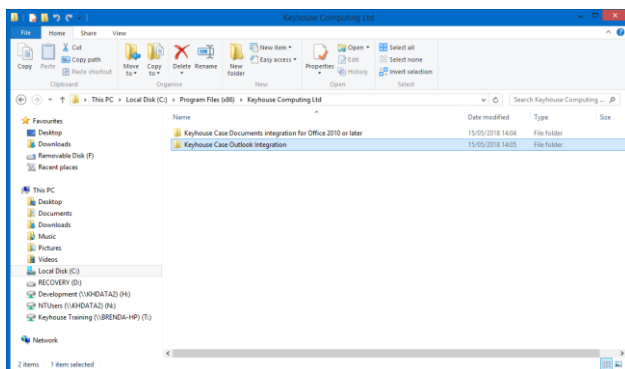 Keyhouse Computing Ltd
File Home Share View
Copy
Paste
Cut
Copy path
Paste shortcut
Clipboard
Move to
Copy to
Delete
Rename
Organise
New folder
New item
Easy access
New
Properties
Open
Edit
History
Open
Select all
Select none
Invert selection
Select
This PC Local Disk (C:) Program Files (x86) Keyhouse Computing Ltd
Search Keyhouse Computing ...
Favourites
Desktop
Downloads
Removable Disk (F)
Recent places
This PC
Desktop
Documents
Downloads
Music
Pictures
Videos
Local Disk (C:)
RECOVERY (D:)
Development (\\KHDATA2) (H:)
NTUsers (\\KHDATA2) (N:)
Keyhouse Training (\\BRENDA-HP) (T:)
Network
Name Date modified Type Size
Keyhouse Case Documents integration for Office 2010 or later 15/05/2018 14:04 File folder
Keyhouse Case Outlook Integration 15/05/2018 14:05 File folder
2 items 1 item selected